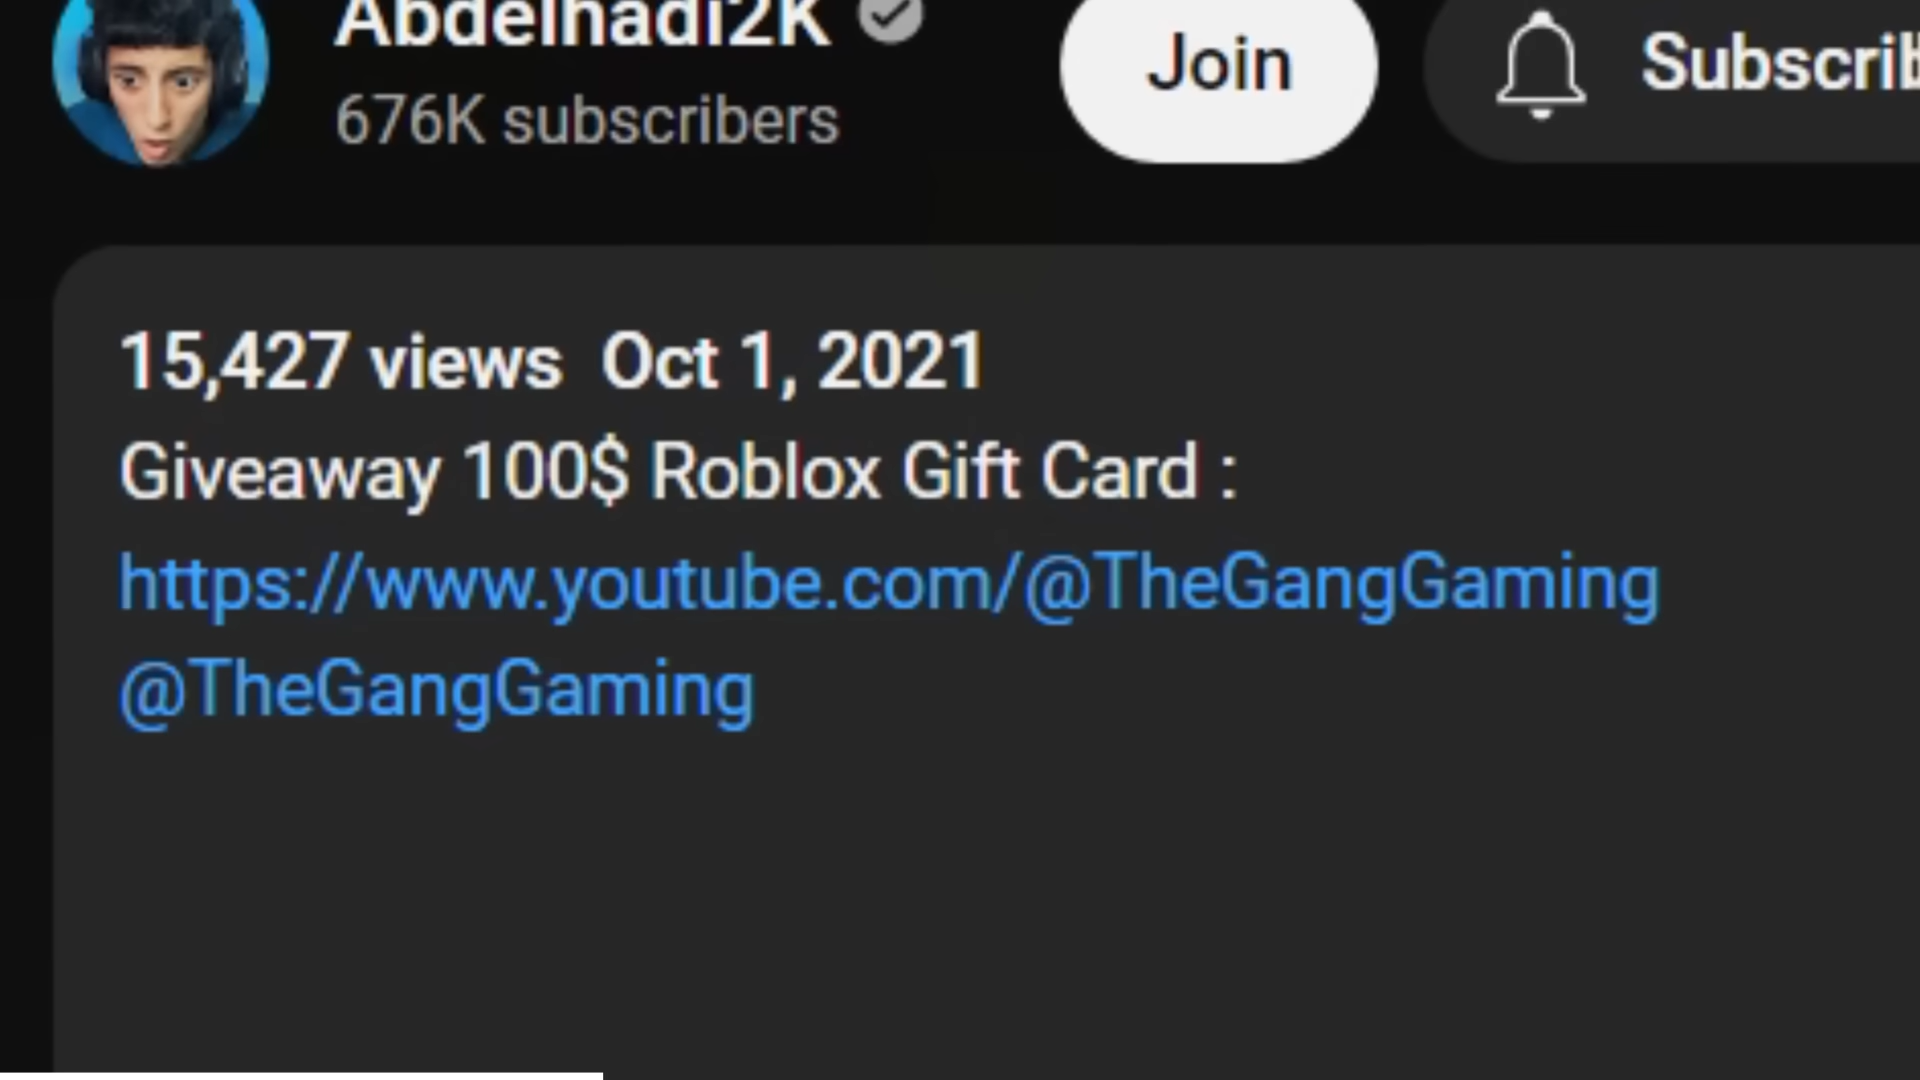 Abdelhadi2K
676K subscribers
Join
Subscrib
15,427 views Oct 1, 2021
Giveaway 100$ Roblox Gift Card :
https://www.youtube.com/@TheGangGaming
@TheGangGaming